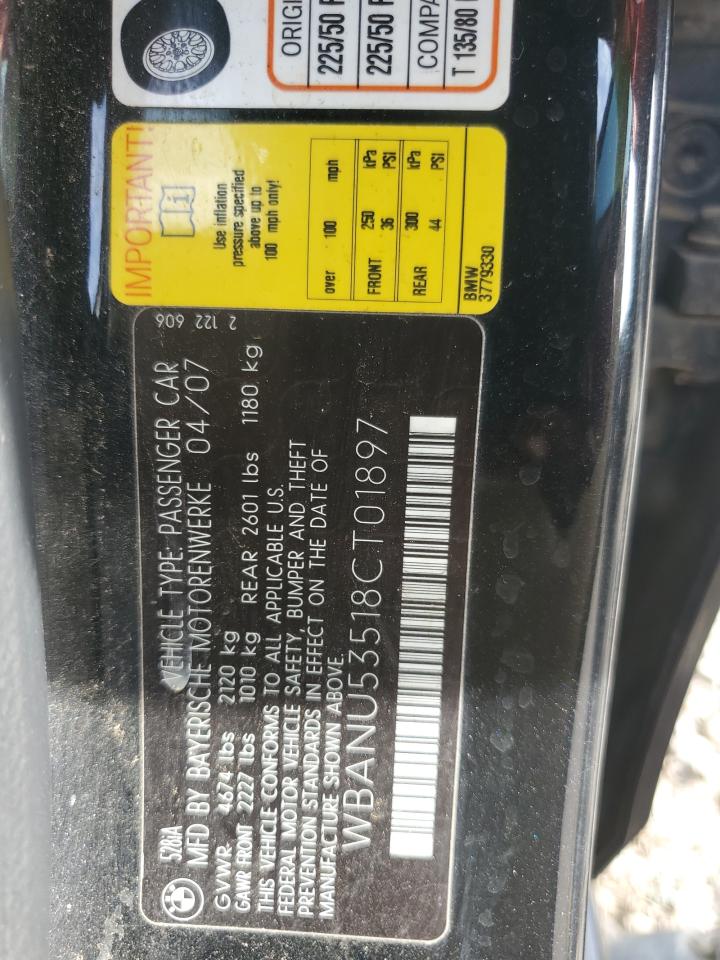 528iA VEHICLE TYPE: PASSENGER CAR
MFD BY BAYERISCHE MOTORENWERKE 04/07
GVWR 4674 lbs 2120 kg
GAWR FRONT 2227 lbs 1010 kg REAR 2601 lbs 1180 kg
THIS VEHICLE CONFORMS TO ALL APPLICABLE U.S.
FEDERAL MOTOR VEHICLE SAFETY, BUMPER AND THEFT
PREVENTION STANDARDS IN EFFECT ON THE DATE OF
MANUFACTURE SHOWN ABOVE.
WBANU53518CT01897
2 122 606
IMPORTANT!
Use inflation
pressure specified
above up to
100 mph only!
over 100 mph
FRONT 250 kPa
36 PSI
REAR 300 kPa
44 PSI
BMW
3779330
ORIGI
225/50 R
225/50 R
COMPA
T 135/80